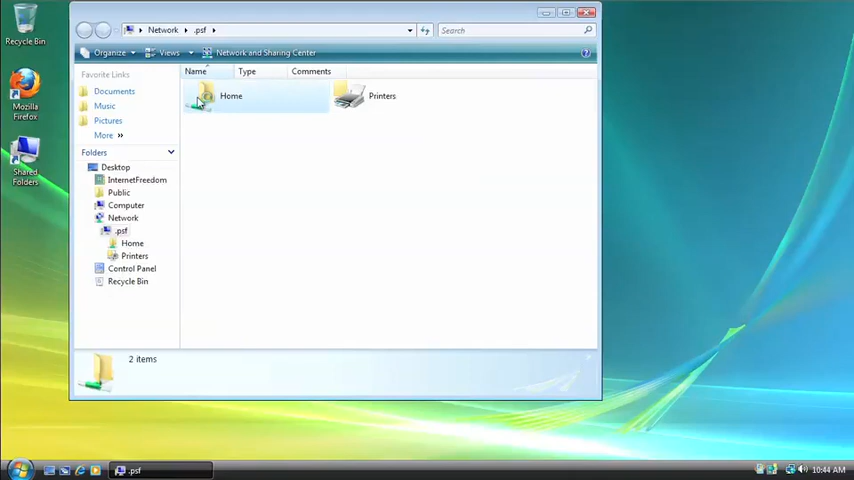 Recycle Bin
Mozilla
Firefox
Shared
Folders
Network
.psf
Search
Organize
Views
Network and Sharing Center
Favorite Links
Documents
Music
Pictures
More
Folders
Desktop
InternetFreedom
Public
Computer
Network
.psf
Home
Printers
Control Panel
Recycle Bin
Name
Type
Comments
Home
Printers
2 items
.psf
10:44 AM